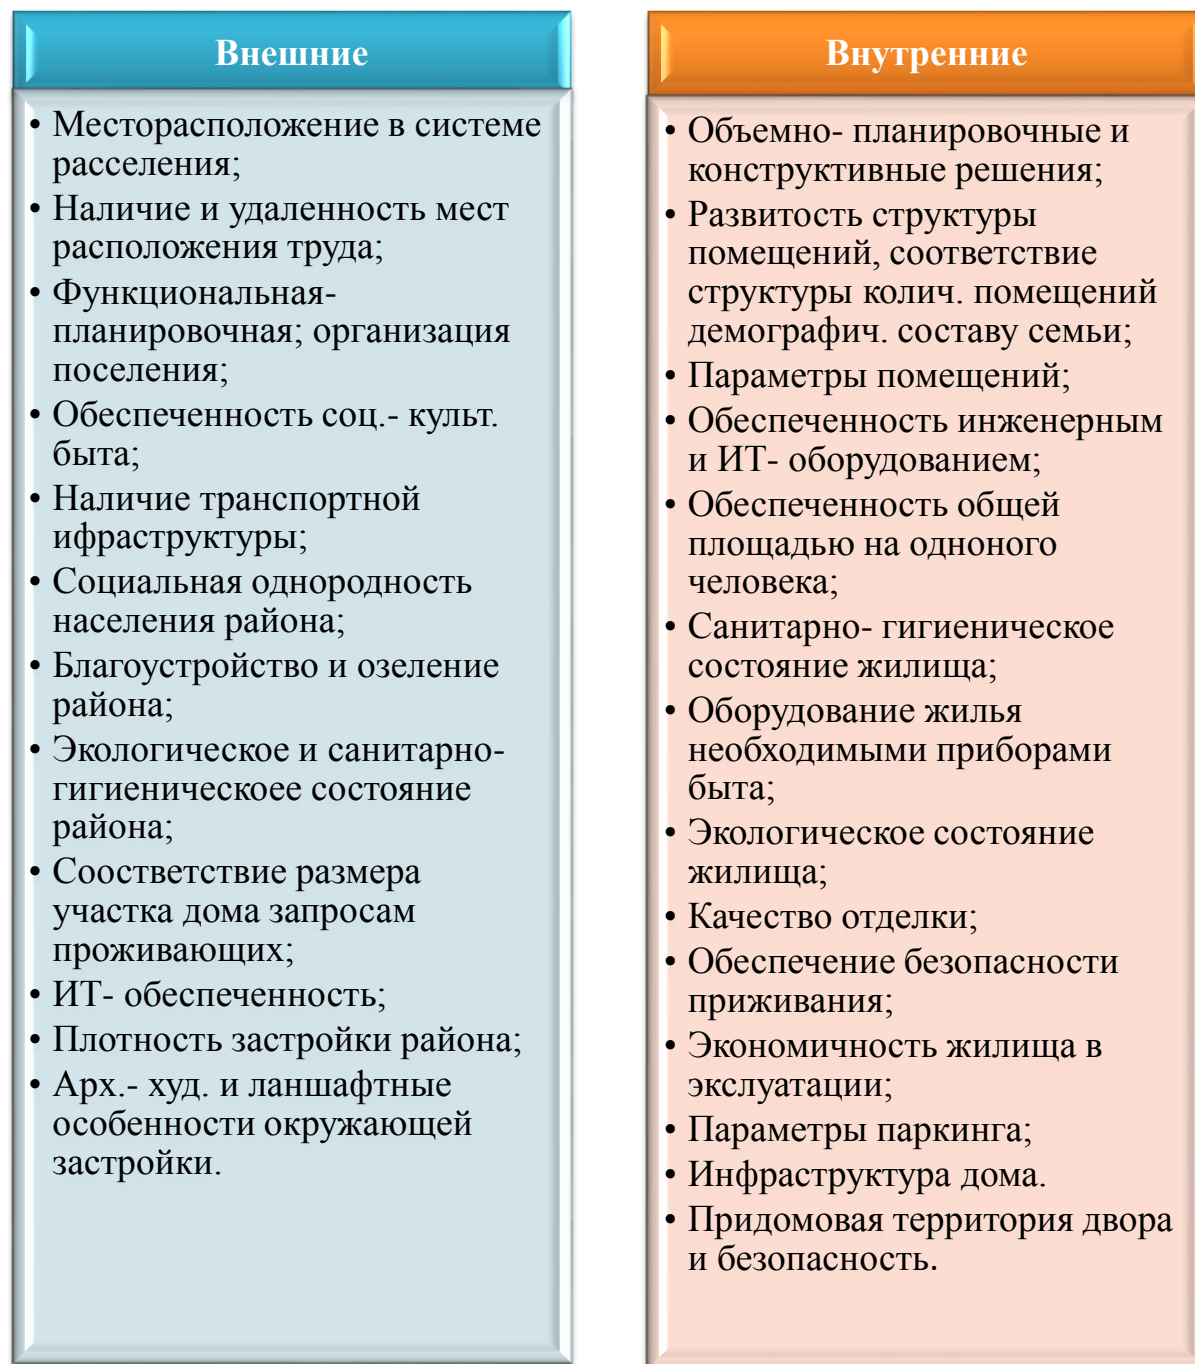 Внешние
• Месторасположение в системе
расселения;
• Наличие и удаленность мест
расположения труда;
• Функциональная-
планировочная; организация
поселения;
• Обеспеченность соц.- культ.
быта;
• Наличие транспортной
ифраструктуры;
• Социальная однородность
населения района;
• Благоустройство и озеление
района;
• Экологическое и санитарно-
гигиеническоее состояние
района;
• Соостветствие размера
участка дома запросам
проживающих;
• ИТ- обеспеченность;
• Плотность застройки района;
• Арх.- худ. и ланшафтные
особенности окружающей
застройки.
Внутренние
• Объемно- планировочные и
конструктивные решения;
• Развитость структуры
помещений, соответствие
структуры колич. помещений
демографич. составу семьи;
• Параметры помещений;
• Обеспеченность инженерным
и ИТ- оборудованием;
• Обеспеченность общей
площадью на одноного
человека;
• Санитарно- гигиеническое
состояние жилища;
• Оборудование жилья
необходимыми приборами
быта;
• Экологическое состояние
жилища;
• Качество отделки;
• Обеспечение безопасности
приживания;
• Экономичность жилища в
экслуатации;
• Параметры паркинга;
• Инфраструктура дома.
• Придомовая территория двора
и безопасность.